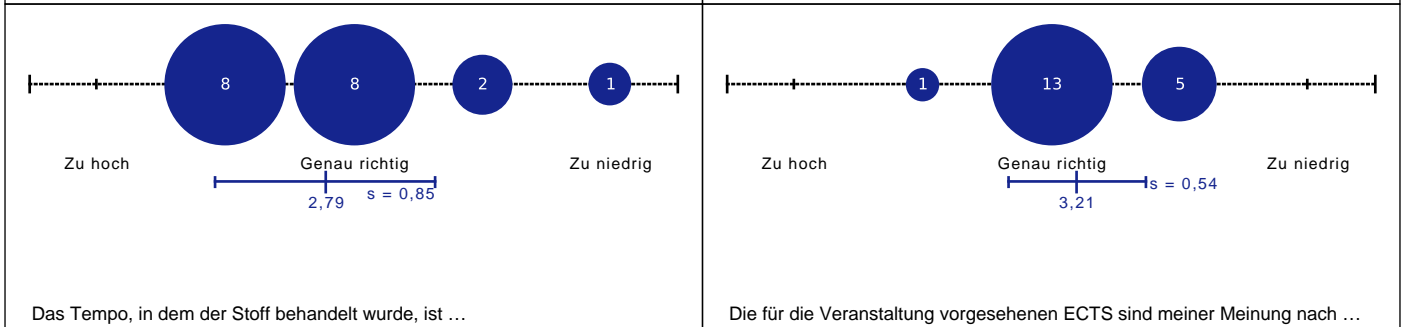 8 8 2 1
Zu hoch Genau richtig Zu niedrig
s = 0,85
2,79
Das Tempo, in dem der Stoff behandelt wurde, ist …
1 13 5
Zu hoch Genau richtig Zu niedrig
s = 0,54
3,21
Die für die Veranstaltung vorgesehenen ECTS sind meiner Meinung nach …